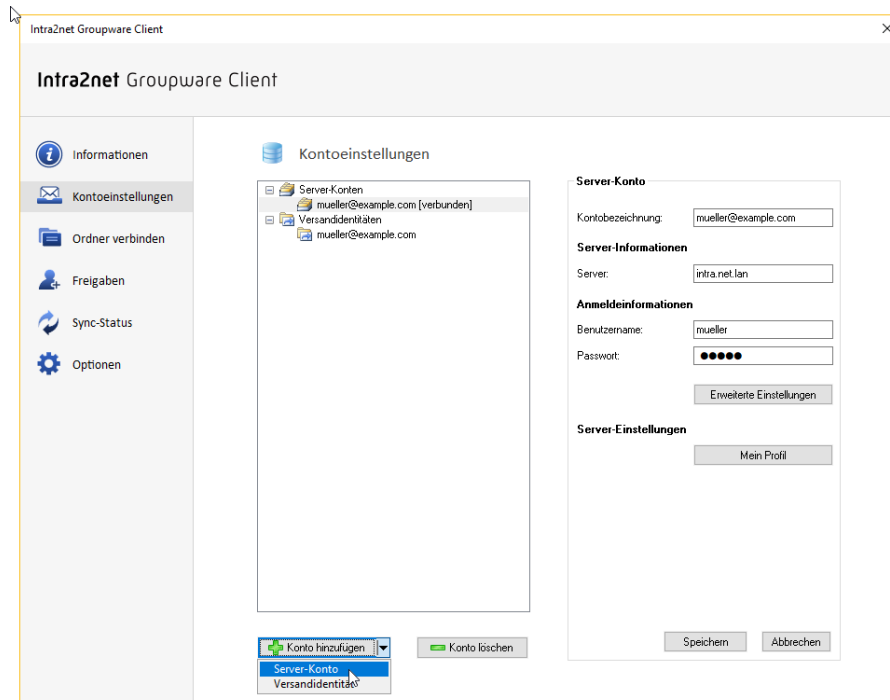 Intra2net Groupware Client
Intra2net Groupware Client
Informationen
Kontoeinstellungen
Ordner verbinden
Freigaben
Sync-Status
Optionen
Kontoeinstellungen
Server-Konten
mueller@example.com [verbunden]
Versandidentitäten
mueller@example.com
Server-Konto
Kontobezeichnung: mueller@example.com
Server-Informationen
Server: intra.net.lan
Anmeldeinformationen
Benutzername: mueller
Passwort: ●●●●●
Erweiterte Einstellungen
Server-Einstellungen
Mein Profil
Speichern Abbrechen
Konto hinzufügen Konto löschen
Server-Konto
Versandidentität